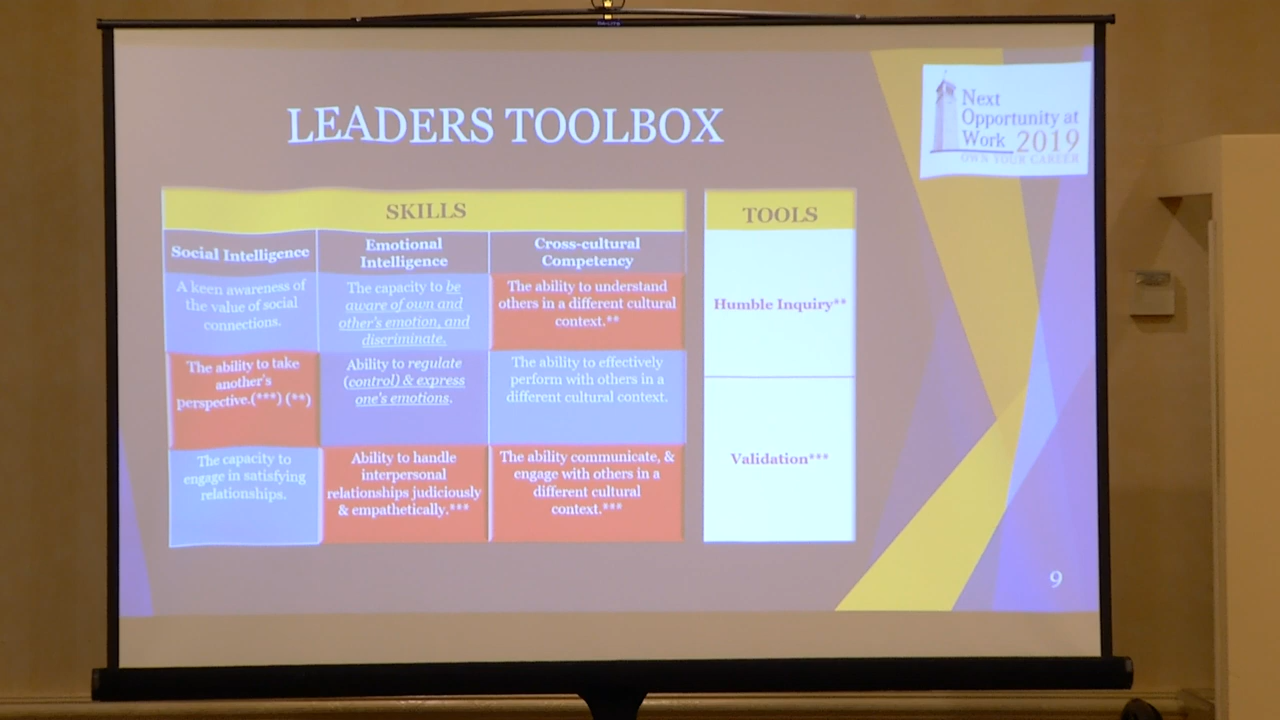 LEADERS TOOLBOX
Next
Opportunity at
Work 2019
OWN YOUR CAREER
SKILLS
Social Intelligence
Emotional
Intelligence
Cross-cultural
Competency
A keen awareness of
the value of social
connections.
The capacity to be
aware of own and
other's emotion, and
discriminate.
The ability to understand
others in a different cultural
context.**
The ability to take
another's
perspective.(***) (**)
Ability to regulate
(control) & express
one's emotions.
The ability to effectively
perform with others in a
different cultural context.
The capacity to
engage in satisfying
relationships.
Ability to handle
interpersonal
relationships judiciously
& empathetically.***
The ability communicate, &
engage with others in a
different cultural
context.***
TOOLS
Humble Inquiry**
Validation***
9